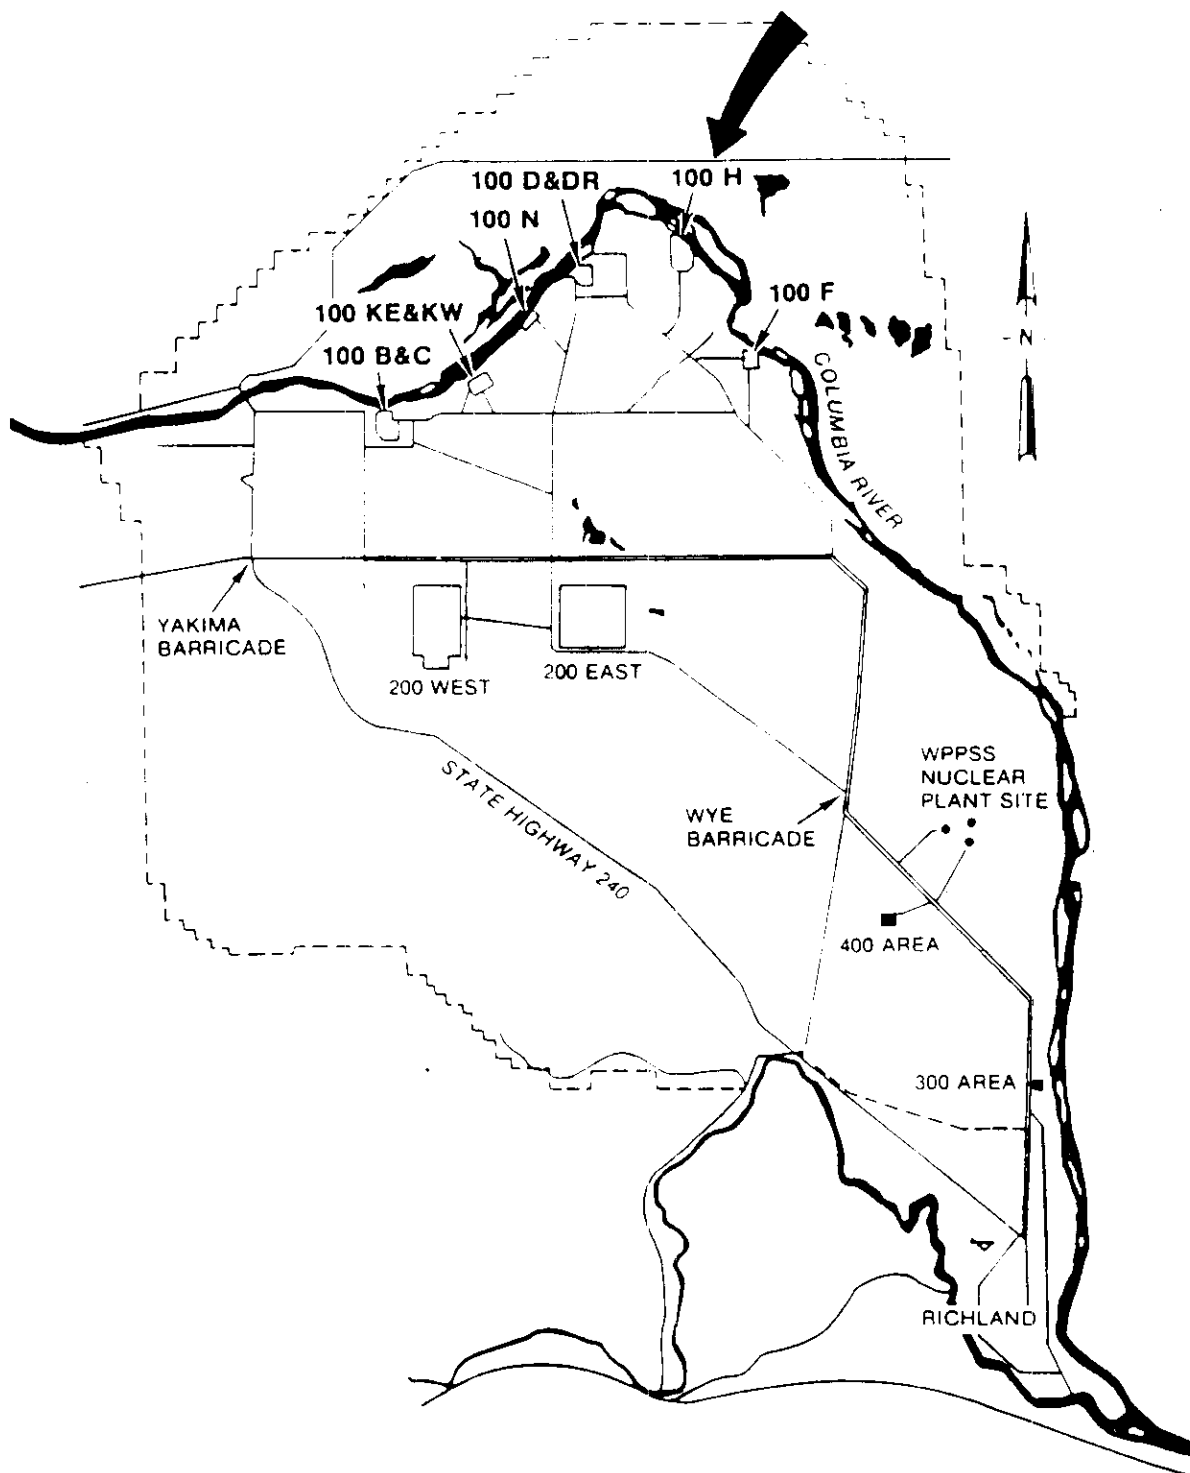 100 D&DR
100 H
100 N
100 F
100 KE&KW
100 B&C
N
COLUMBIA RIVER
YAKIMA
BARRICADE
200 WEST
200 EAST
STATE HIGHWAY 240
WPPSS
NUCLEAR
PLANT SITE
WYE
BARRICADE
400 AREA
300 AREA
RICHLAND